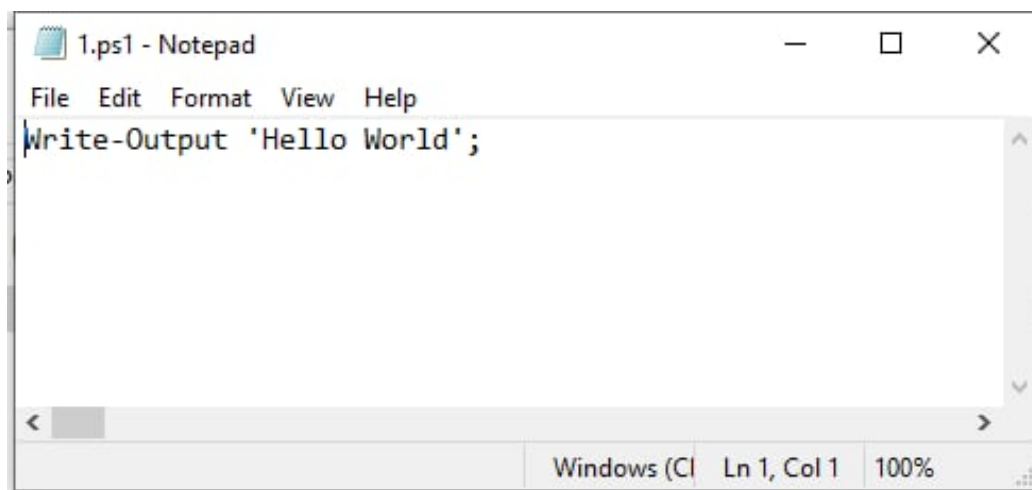 1.ps1 - Notepad
File Edit Format View Help
Write-Output 'Hello World';
Windows (Cl Ln 1, Col 1 100%